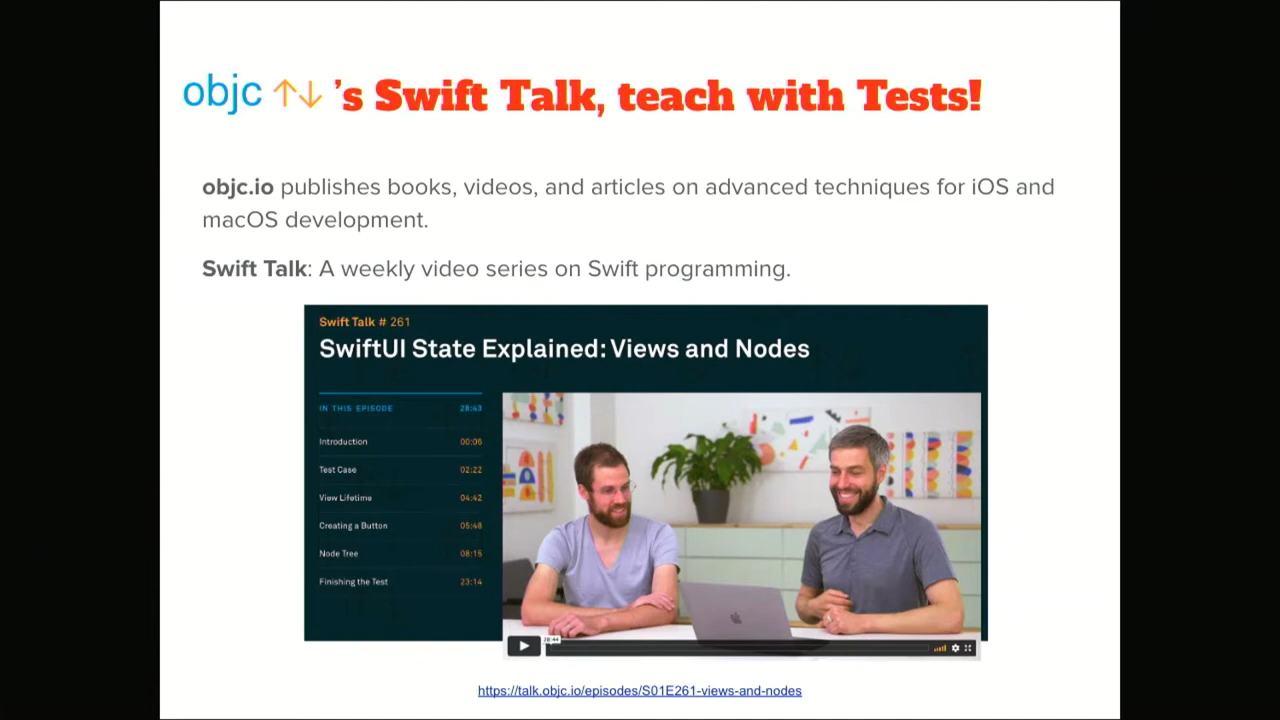 objc ↑↓ 's Swift Talk, teach with Tests!
objc.io publishes books, videos, and articles on advanced techniques for iOS and
macOS development.
Swift Talk: A weekly video series on Swift programming.
Swift Talk # 261
SwiftUI State Explained: Views and Nodes
IN THIS EPISODE 28:43
Introduction 00:06
Test Case 02:22
View Lifetime 04:42
Creating a Button 05:48
Node Tree 08:15
Finishing the Test 23:14
28:44
https://talk.objc.io/episodes/S01E261-views-and-nodes